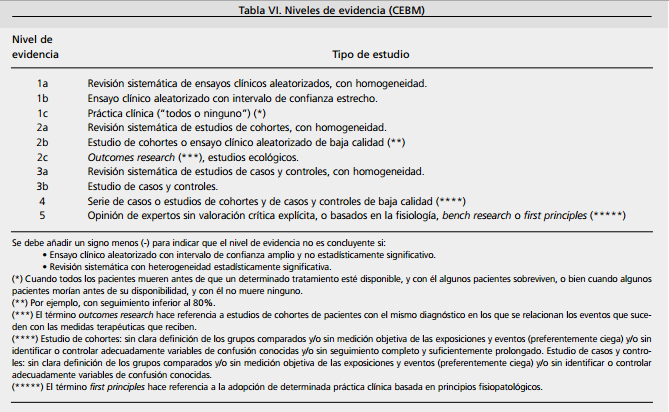 Tabla VI. Niveles de evidencia (CEBM)
Nivel de
evidencia Tipo de estudio
1a Revisión sistemática de ensayos clínicos aleatorizados, con homogeneidad.
1b Ensayo clínico aleatorizado con intervalo de confianza estrecho.
1c Práctica clínica (“todos o ninguno”) (*)
2a Revisión sistemática de estudios de cohortes, con homogeneidad.
2b Estudio de cohortes o ensayo clínico aleatorizado de baja calidad (**)
2c Outcomes research (***), estudios ecológicos.
3a Revisión sistemática de estudios de casos y controles, con homogeneidad.
3b Estudio de casos y controles.
4 Serie de casos o estudios de cohortes y de casos y controles de baja calidad (****)
5 Opinión de expertos sin valoración crítica explícita, o basados en la fisiología, bench research o first principles (*****)
Se debe añadir un signo menos (-) para indicar que el nivel de evidencia no es concluyente si:
• Ensayo clínico aleatorizado con intervalo de confianza amplio y no estadísticamente significativo.
• Revisión sistemática con heterogeneidad estadísticamente significativa.
(*) Cuando todos los pacientes mueren antes de que un determinado tratamiento esté disponible, y con él algunos pacientes sobreviven, o bien cuando algunos
pacientes morían antes de su disponibilidad, y con él no muere ninguno.
(**) Por ejemplo, con seguimiento inferior al 80%.
(***) El término outcomes research hace referencia a estudios de cohortes de pacientes con el mismo diagnóstico en los que se relacionan los eventos que suce-
den con las medidas terapéuticas que reciben.
(****) Estudio de cohortes: sin clara definición de los grupos comparados y/o sin medición objetiva de las exposiciones y eventos (preferentemente ciega) y/o sin
identificar o controlar adecuadamente variables de confusión conocidas y/o sin seguimiento completo y suficientemente prolongado. Estudio de casos y contro-
les: sin clara definición de los grupos comparados y/o sin medición objetiva de las exposiciones y eventos (preferentemente ciega) y/o sin identificar o controlar
adecuadamente variables de confusión conocidas.
(*****) El término first principles hace referencia a la adopción de determinada práctica clínica basada en principios fisiopatológicos.